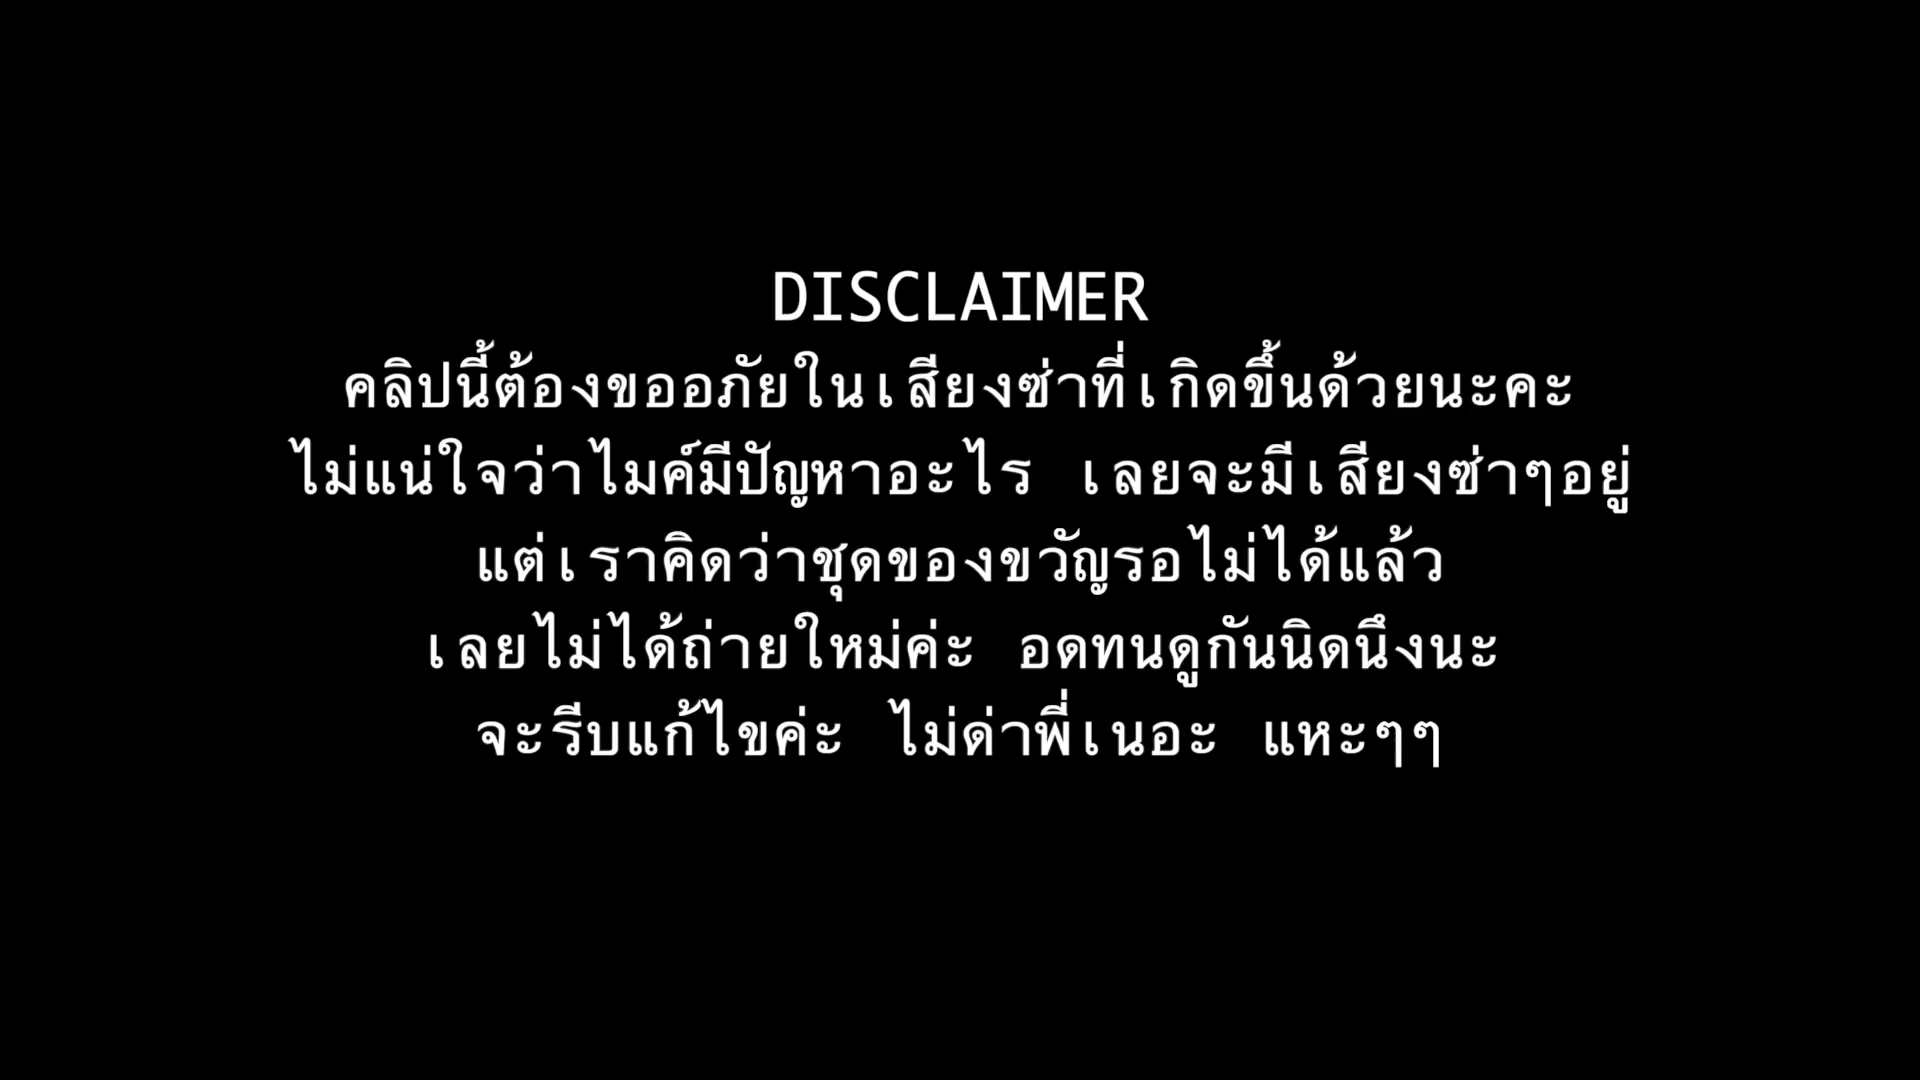 DISCLAIMER
คลิปนี้ต้องขออภัยในเสียงซ่าที่เกิดขึ้นด้วยนะคะ
ไม่แน่ใจว่าไมค์มีปัญหาอะไร เลยจะมีเสียงซ่าๆอยู่
แต่เราคิดว่าชุดของขวัญรอไม่ได้แล้ว
เลยไม่ได้ถ่ายใหม่ค่ะ อดทนดูกันนิดนึงนะ
จะรีบแก้ไขค่ะ ไม่ด่าพี่เนอะ แหะๆๆ